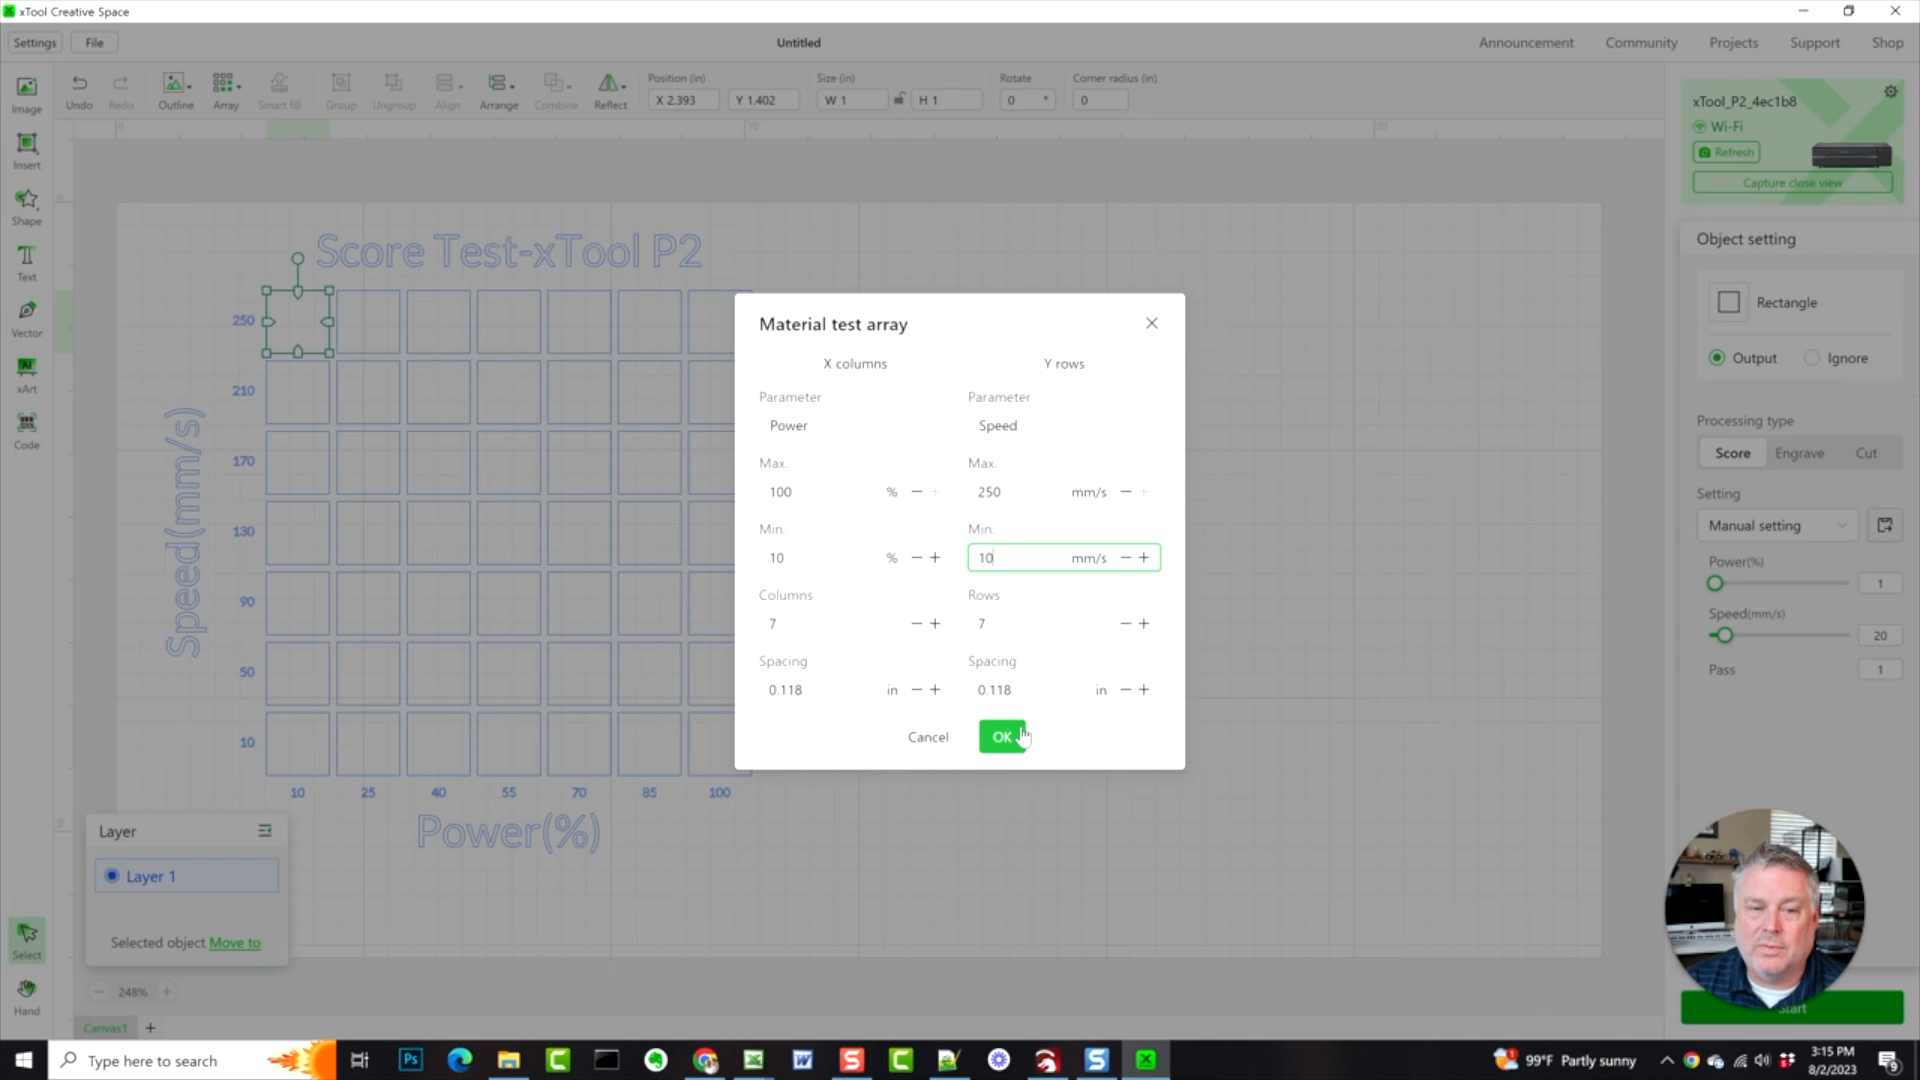 xTool Creative Space
Settings File Untitled Announcement Community Projects Support Shop
Image
Insert
Shape
Text
Vector
xArt
Code
Select
Hand
Undo Redo Outline Array Smart fill Group Ungroup Align Arrange Combine Reflect
Position (in) Size (in) Rotate Corner radius (in)
X 2.393 Y 1.402 W 1 H 1 0 ° 0
0 10 20
0
10
Score Test-xTool P2
Speed(mm/s)
250
210
170
130
90
50
10
10 25 40 55 70 85 100
Power(%)
Material test array
X columns Y rows
Parameter Parameter
Power Speed
Max. Max.
100 % 250 mm/s
Min. Min.
10 % 10 mm/s
Columns Rows
7 7
Spacing Spacing
0.118 in 0.118 in
Cancel OK
xTool_P2_4ec1b8
Wi-Fi
Refresh
Capture close view
Object setting
Rectangle
Output Ignore
Processing type
Score Engrave Cut
Setting
Manual setting
Power(%)
1
Speed(mm/s)
20
Pass 1
Start
Layer
Layer 1
Selected object Move to
248%
Canvas1
Type here to search
99°F Partly sunny
3:15 PM
8/2/2023